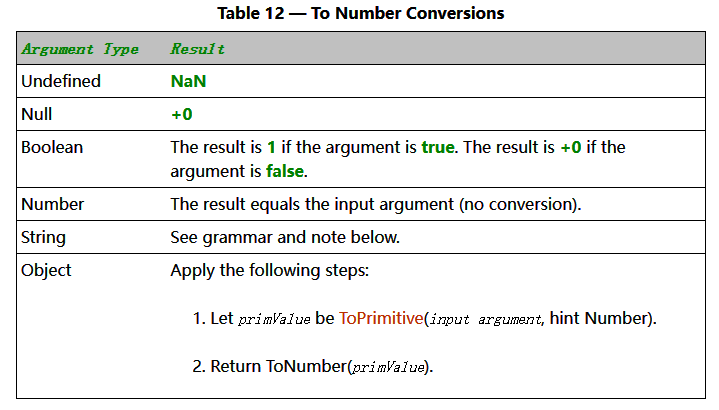 Table 12 — To Number Conversions
Argument Type Result
Undefined NaN
Null +0
Boolean The result is 1 if the argument is true. The result is +0 if the
argument is false.
Number The result equals the input argument (no conversion).
String See grammar and note below.
Object Apply the following steps:
1. Let primValue be ToPrimitive(input argument, hint Number).
2. Return ToNumber(primValue).